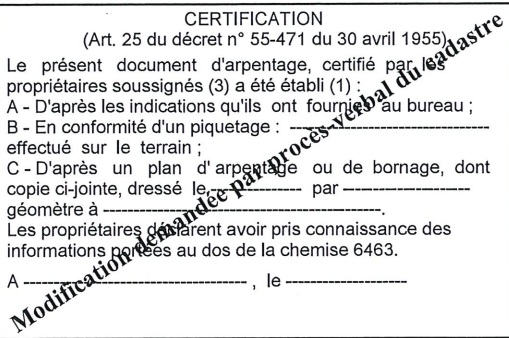 CERTIFICATION
(Art. 25 du décret n° 55-471 du 30 avril 1955)
Le présent document d'arpentage, certifié par les
propriétaires soussignés (3) a été établi (1) :
A - D'après les indications qu'ils ont fournies au bureau ;
B - En conformité d'un piquetage : ------------------------------
effectué sur le terrain ;
C - D'après un plan d'arpentage ou de bornage, dont
copie ci-jointe, dressé le, -------------- par -------------------
géomètre à ------------------------------------------.
Les propriétaires déclarent avoir pris connaissance des
informations portées au dos de la chemise 6463.
A ---------------------------------- , le ------------------
Modification demandée par procès-verbal du cadastre